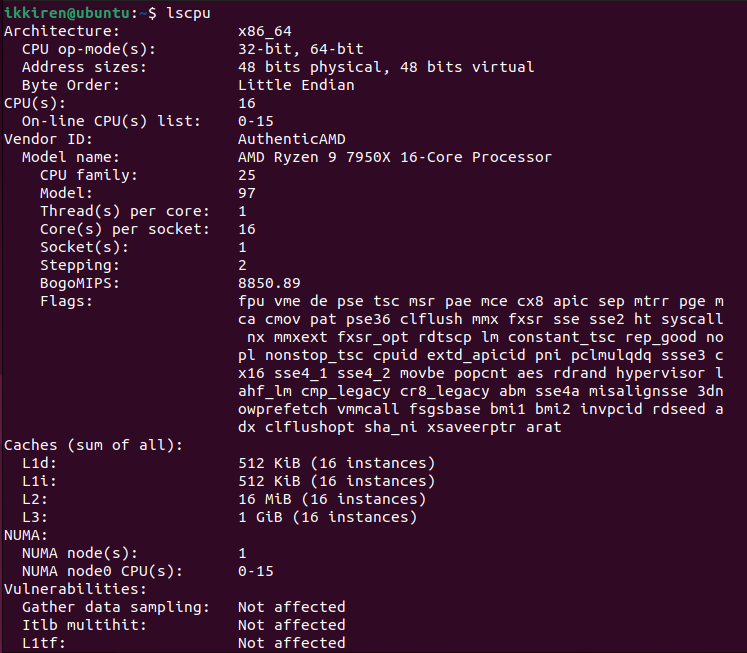 ikkiren@ubuntu:~$ lscpu
Architecture:             x86_64
  CPU op-mode(s):         32-bit, 64-bit
  Address sizes:          48 bits physical, 48 bits virtual
  Byte Order:             Little Endian
CPU(s):                   16
  On-line CPU(s) list:    0-15
Vendor ID:                AuthenticAMD
  Model name:             AMD Ryzen 9 7950X 16-Core Processor
    CPU family:           25
    Model:                97
    Thread(s) per core:   1
    Core(s) per socket:   16
    Socket(s):            1
    Stepping:             2
    BogoMIPS:             8850.89
    Flags:                fpu vme de pse tsc msr pae mce cx8 apic sep mtrr pge m
                          ca cmov pat pse36 clflush mmx fxsr sse sse2 ht syscall
                           nx mmxext fxsr_opt rdtscp lm constant_tsc rep_good no
                          pl nonstop_tsc cpuid extd_apicid pni pclmulqdq ssse3 c
                          x16 sse4_1 sse4_2 movbe popcnt aes rdrand hypervisor l
                          ahf_lm cmp_legacy cr8_legacy abm sse4a misalignsse 3dn
                          owprefetch vmmcall fsgsbase bmi1 bmi2 invpcid rdseed a
                          dx clflushopt sha_ni xsaveerptr arat
Caches (sum of all):
  L1d:                    512 KiB (16 instances)
  L1i:                    512 KiB (16 instances)
  L2:                     16 MiB (16 instances)
  L3:                     1 GiB (16 instances)
NUMA:
  NUMA node(s):           1
  NUMA node0 CPU(s):      0-15
Vulnerabilities:
  Gather data sampling:   Not affected
  Itlb multihit:          Not affected
  L1tf:                   Not affected